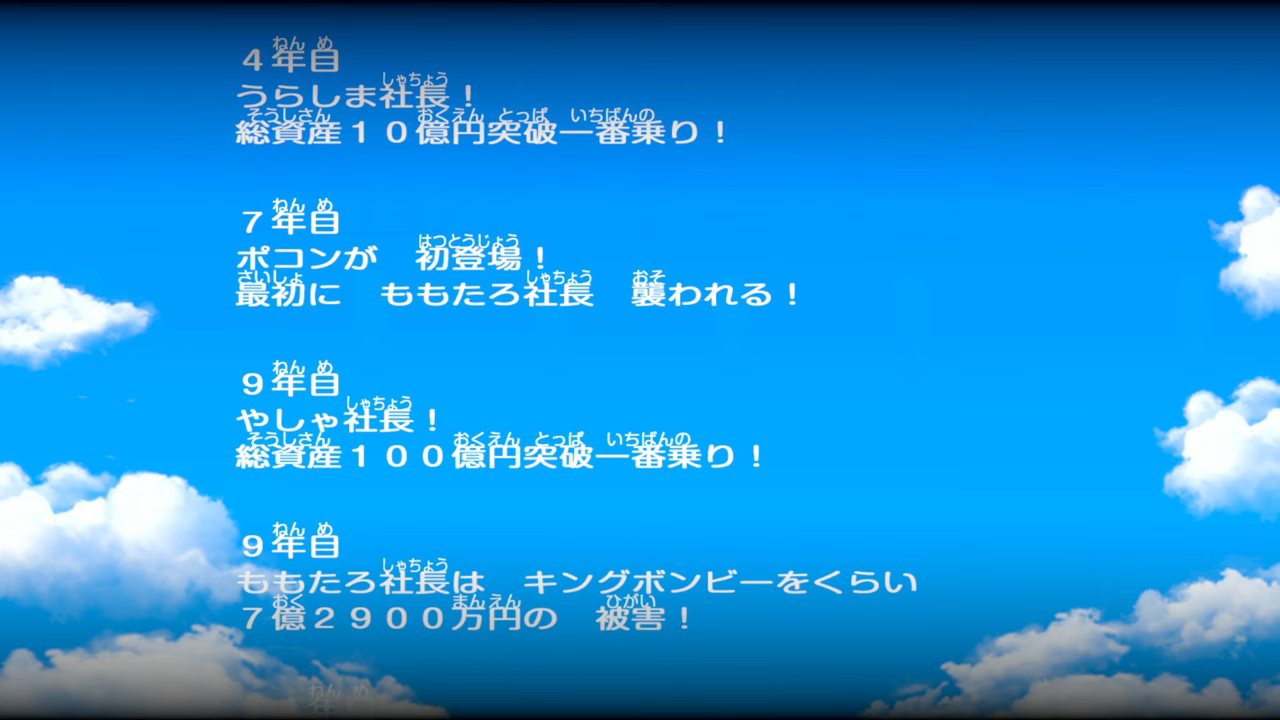 4年目
うらしま社長！
総資産１０億円突破一番乗り！
7年目
ポコンが　初登場！
最初に　ももたろ社長　襲われる！
9年目
やしゃ社長！
総資産１００億円突破一番乗り！
9年目
ももたろ社長は　キングボンビーをくらい
7億２９００万円の　被害！
年目